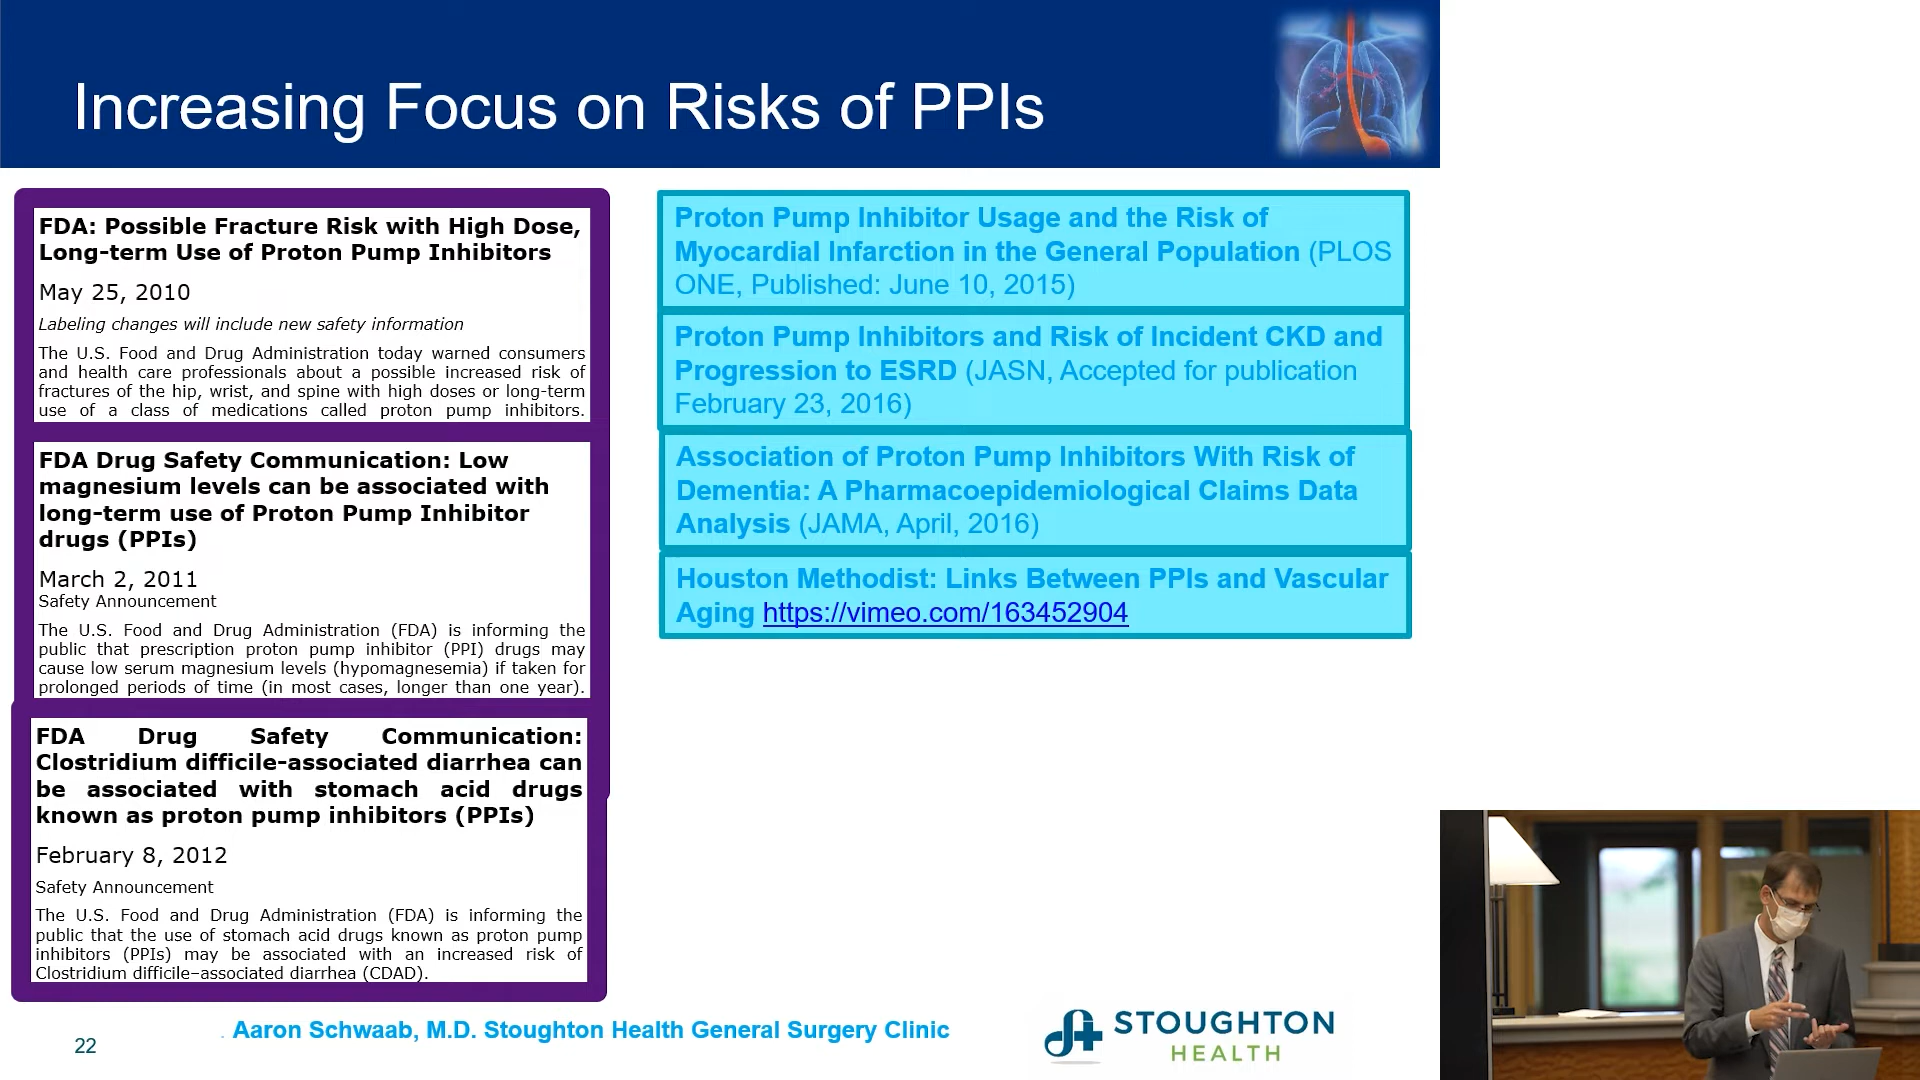 Increasing Focus on Risks of PPIs
FDA: Possible Fracture Risk with High Dose,
Long-term Use of Proton Pump Inhibitors
May 25, 2010
Labeling changes will include new safety information
The U.S. Food and Drug Administration today warned consumers
and health care professionals about a possible increased risk of
fractures of the hip, wrist, and spine with high doses or long-term
use of a class of medications called proton pump inhibitors.
FDA Drug Safety Communication: Low
magnesium levels can be associated with
long-term use of Proton Pump Inhibitor
drugs (PPIs)
March 2, 2011
Safety Announcement
The U.S. Food and Drug Administration (FDA) is informing the
public that prescription proton pump inhibitor (PPI) drugs may
cause low serum magnesium levels (hypomagnesemia) if taken for
prolonged periods of time (in most cases, longer than one year).
FDA Drug Safety Communication:
Clostridium difficile-associated diarrhea can
be associated with stomach acid drugs
known as proton pump inhibitors (PPIs)
February 8, 2012
Safety Announcement
The U.S. Food and Drug Administration (FDA) is informing the
public that the use of stomach acid drugs known as proton pump
inhibitors (PPIs) may be associated with an increased risk of
Clostridium difficile–associated diarrhea (CDAD).
Proton Pump Inhibitor Usage and the Risk of
Myocardial Infarction in the General Population (PLOS
ONE, Published: June 10, 2015)
Proton Pump Inhibitors and Risk of Incident CKD and
Progression to ESRD (JASN, Accepted for publication
February 23, 2016)
Association of Proton Pump Inhibitors With Risk of
Dementia: A Pharmacoepidemiological Claims Data
Analysis (JAMA, April, 2016)
Houston Methodist: Links Between PPIs and Vascular
Aging https://vimeo.com/163452904
22
. Aaron Schwaab, M.D. Stoughton Health General Surgery Clinic
STOUGHTON
HEALTH